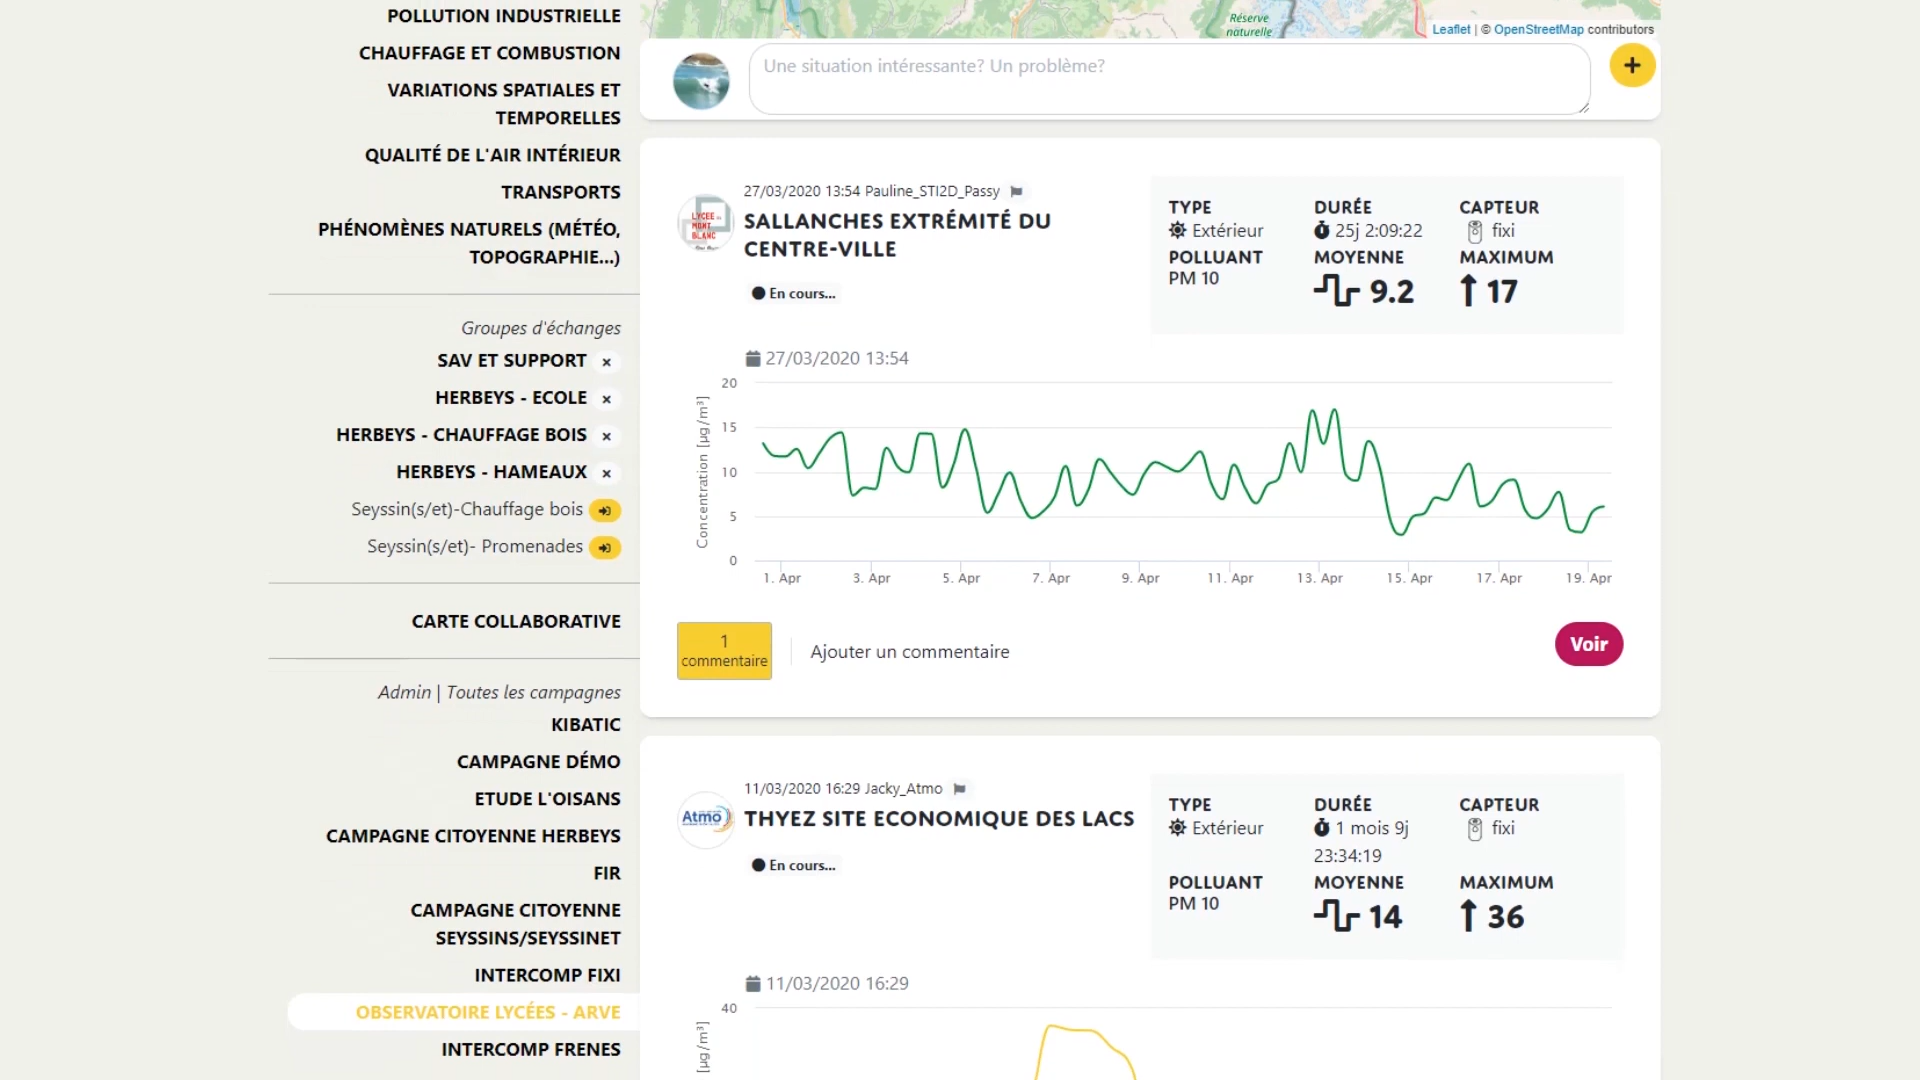 POLLUTION INDUSTRIELLE
CHAUFFAGE ET COMBUSTION
VARIATIONS SPATIALES ET
TEMPORELLES
QUALITÉ DE L'AIR INTÉRIEUR
TRANSPORTS
PHÉNOMÈNES NATURELS (MÉTÉO,
TOPOGRAPHIE...)
Groupes d'échanges
SAV ET SUPPORT ×
HERBEYS - ECOLE ×
HERBEYS - CHAUFFAGE BOIS ×
HERBEYS - HAMEAUX ×
Seyssin(s/et)-Chauffage bois
Seyssin(s/et)- Promenades
CARTE COLLABORATIVE
Admin | Toutes les campagnes
KIBATIC
CAMPAGNE DÉMO
ETUDE L'OISANS
CAMPAGNE CITOYENNE HERBEYS
FIR
CAMPAGNE CITOYENNE
SEYSSINS/SEYSSINET
INTERCOMP FIXI
OBSERVATOIRE LYCÉES - ARVE
INTERCOMP FRENES
Réserve
naturelle
Leaflet | © OpenStreetMap contributors
Une situation intéressante? Un problème?
+
LYCEE
MONT
BLANC
27/03/2020 13:54 Pauline_STI2D_Passy
SALLANCHES EXTRÉMITÉ DU
CENTRE-VILLE
En cours...
TYPE DURÉE CAPTEUR
Extérieur 25j 2:09:22 fixi
POLLUANT MOYENNE MAXIMUM
PM 10 9.2 17
27/03/2020 13:54
Concentration [µg/m³]
20
15
10
5
0
1. Apr 3. Apr 5. Apr 7. Apr 9. Apr 11. Apr 13. Apr 15. Apr 17. Apr 19. Apr
1
commentaire
Ajouter un commentaire
Voir
Atmo
11/03/2020 16:29 Jacky_Atmo
THYEZ SITE ECONOMIQUE DES LACS
En cours...
TYPE DURÉE CAPTEUR
Extérieur 1 mois 9j fixi
23:34:19
POLLUANT MOYENNE MAXIMUM
PM 10 14 36
11/03/2020 16:29
40
[µg/m³]